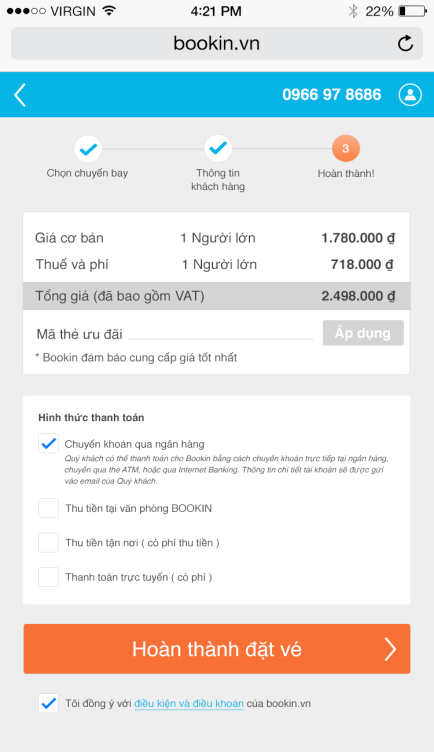 VIRGIN 4:21 PM 22%
bookin.vn
0966 97 8686
3
Chọn chuyến bay Thông tin Hoàn thành!
khách hàng
Giá cơ bản 1 Người lớn 1.780.000 ₫
Thuế và phí 1 Người lớn 718.000 ₫
Tổng giá (đã bao gồm VAT) 2.498.000 ₫
Mã thẻ ưu đãi Áp dụng
* Bookin đảm bảo cung cấp giá tốt nhất
Hình thức thanh toán
Chuyển khoản qua ngân hàng
Quý khách có thể thanh toán cho Bookin bằng cách chuyển khoản trực tiếp tại ngân hàng,
chuyển qua thẻ ATM, hoặc qua Internet Banking. Thông tin chi tiết tài khoản sẽ được gửi
vào email của Quý khách.
Thu tiền tại văn phòng BOOKIN
Thu tiền tận nơi ( có phí thu tiền )
Thanh toán trực tuyến ( có phí )
Hoàn thành đặt vé
Tôi đồng ý với điều kiện và điều khoản của bookin.vn